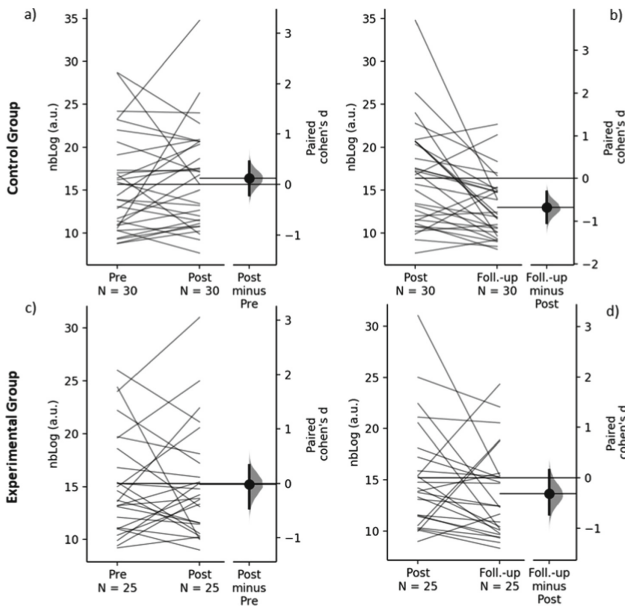 a)
b)
Control Group
nbLog (a.u.)
35
30
25
20
15
10
3
2
1
0
−1
Paired
cohen's d
Pre
N = 30
Post
N = 30
Post
minus
Pre
nbLog (a.u.)
35
30
25
20
15
10
3
2
1
0
−1
−2
Paired
cohen's d
Post
N = 30
Foll.-up
N = 30
Foll.-up
minus
Post
c)
d)
Experimental Group
nbLog (a.u.)
30
25
20
15
10
3
2
1
0
−1
Paired
cohen's d
Pre
N = 25
Post
N = 25
Post
minus
Pre
nbLog (a.u.)
30
25
20
15
10
3
2
1
0
−1
Paired
cohen's d
Post
N = 25
Foll.-up
N = 25
Foll.-up
minus
Post